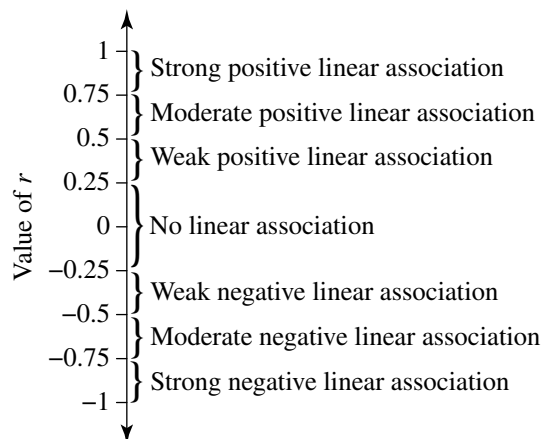 1
Strong positive linear association
0.75
Moderate positive linear association
0.5
Weak positive linear association
0.25
Value of r
0
No linear association
−0.25
Weak negative linear association
−0.5
Moderate negative linear association
−0.75
Strong negative linear association
−1